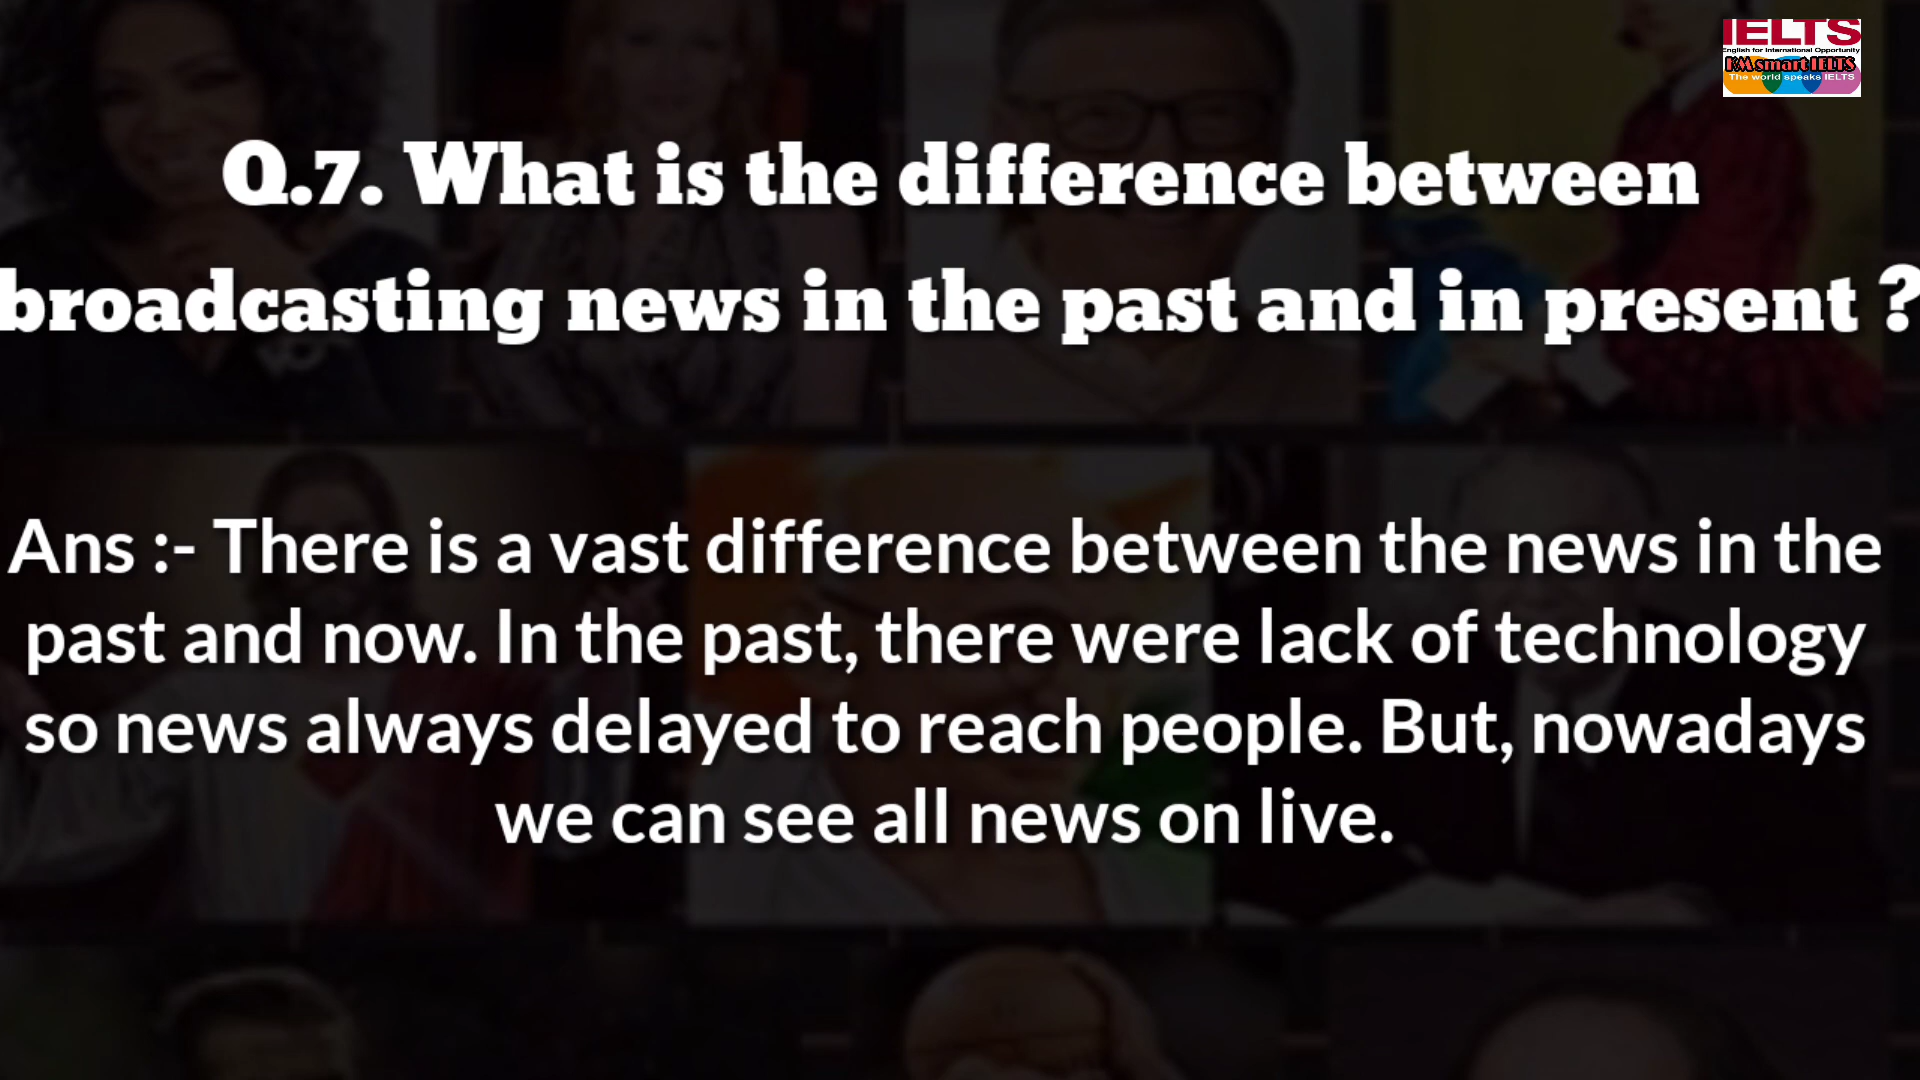 IELTS
English for International Opportunity
KM smart IELTS
The world speaks IELTS
Q.7. What is the difference between
broadcasting news in the past and in present ?
Ans :- There is a vast difference between the news in the
past and now. In the past, there were lack of technology
so news always delayed to reach people. But, nowadays
we can see all news on live.